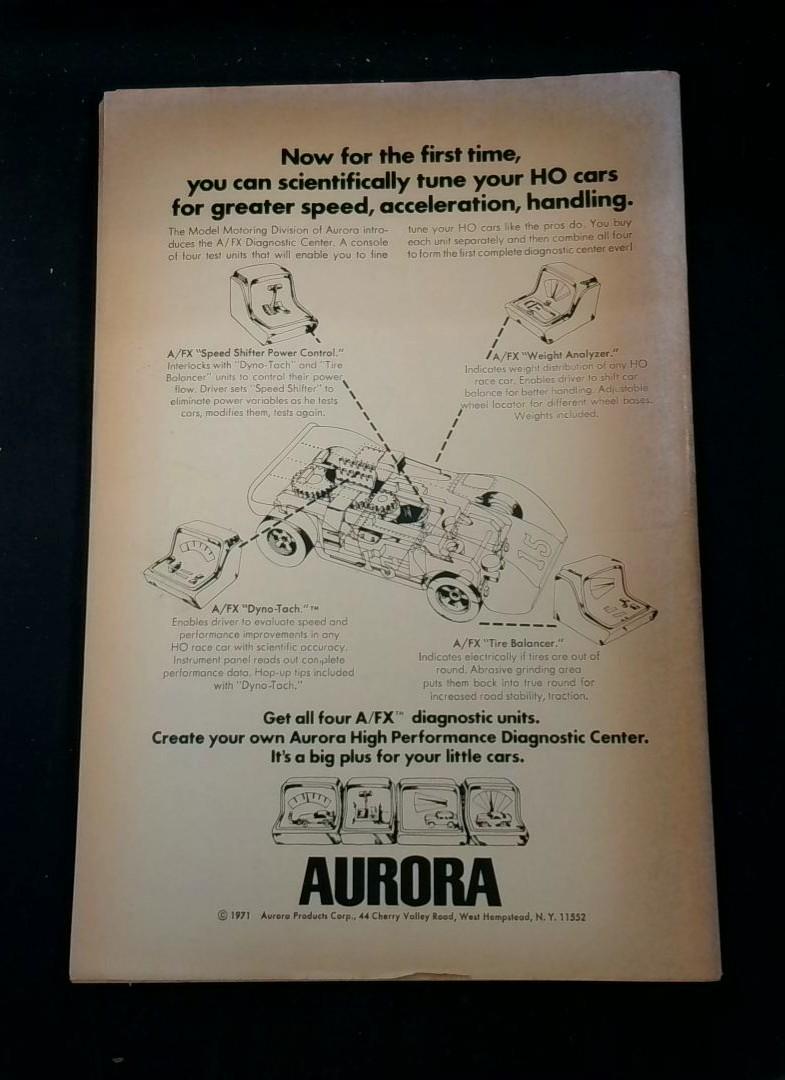 Now for the first time,
you can scientifically tune your HO cars
for greater speed, acceleration, handling.
The Model Motoring Division of Aurora intro-
duces the A/FX Diagnostic Center. A console
of four test units that will enable you to fine
tune your HO cars like the pros do. You buy
each unit separately and then combine all four
to form the first complete diagnostic center ever!
A/FX "Speed Shifter Power Control."
Interlocks with "Dyno-Tach" and "Tire
Balancer" units to control their power
flow. Driver sets "Speed Shifter" to
eliminate power variables as he tests
cars, modifies them, tests again.
A/FX "Weight Analyzer."
Indicates weight distribution of any HO
race car. Enables driver to shift car
balance for better handling. Adjustable
wheel locator for different wheel bases.
Weights included.
15
A/FX "Dyno-Tach."™
Enables driver to evaluate speed and
performance improvements in any
HO race car with scientific accuracy.
Instrument panel reads out complete
performance data. Hop-up tips included
with "Dyno-Tach."
A/FX "Tire Balancer."
Indicates electrically if tires are out of
round. Abrasive grinding area
puts them back into true round for
increased road stability, traction.
Get all four A/FX™ diagnostic units.
Create your own Aurora High Performance Diagnostic Center.
It's a big plus for your little cars.
AURORA
© 1971 Aurora Products Corp., 44 Cherry Valley Road, West Hempstead, N. Y. 11552